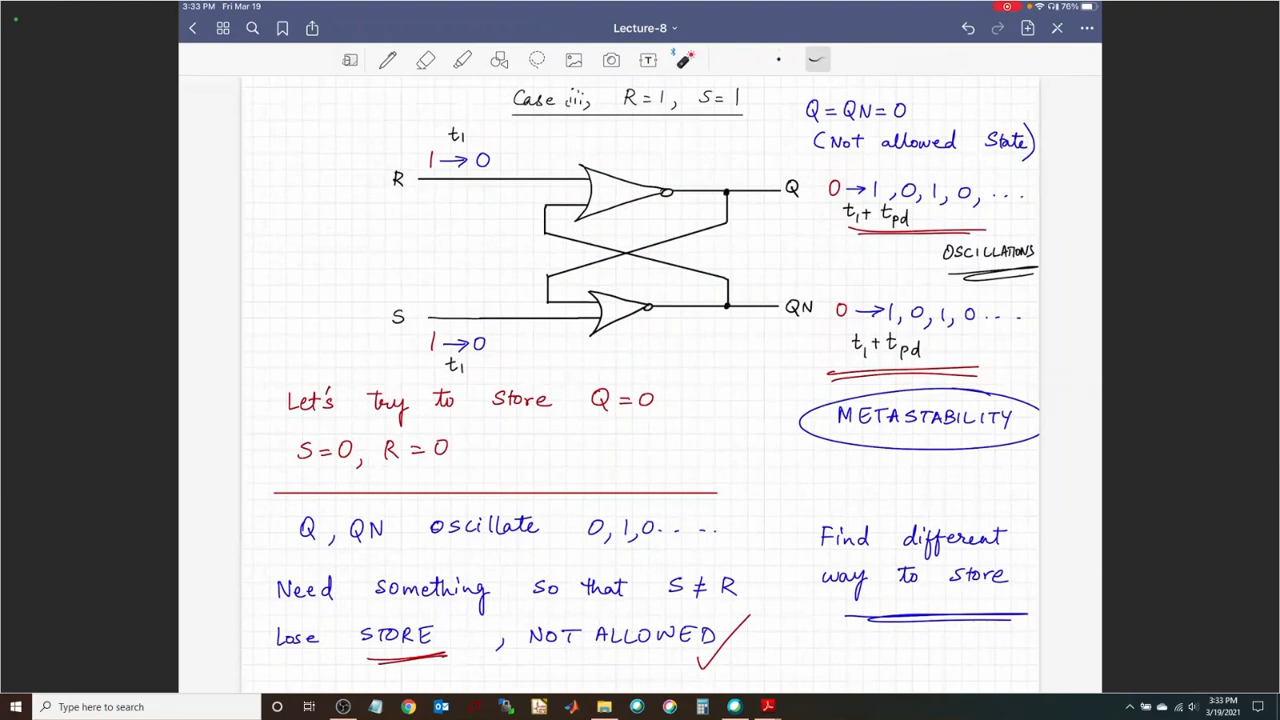 3:33 PM Fri Mar 19
76%
Lecture-8
Case iii, R=1, S=1
Q=QN=0
(Not allowed State)
t1
1→0
R
Q
0→1,0,1,0,...
t1+tpd
OSCILLATIONS
S
QN
0→1,0,1,0...
1→0
t1
t1+tpd
Let's try to store Q=0
METASTABILITY
S=0, R=0
Q, QN oscillate 0,1,0.....
Find different
way to store
Need something so that S≠R
Lose STORE, NOT ALLOWED
Type here to search
3:33 PM
3/19/2021